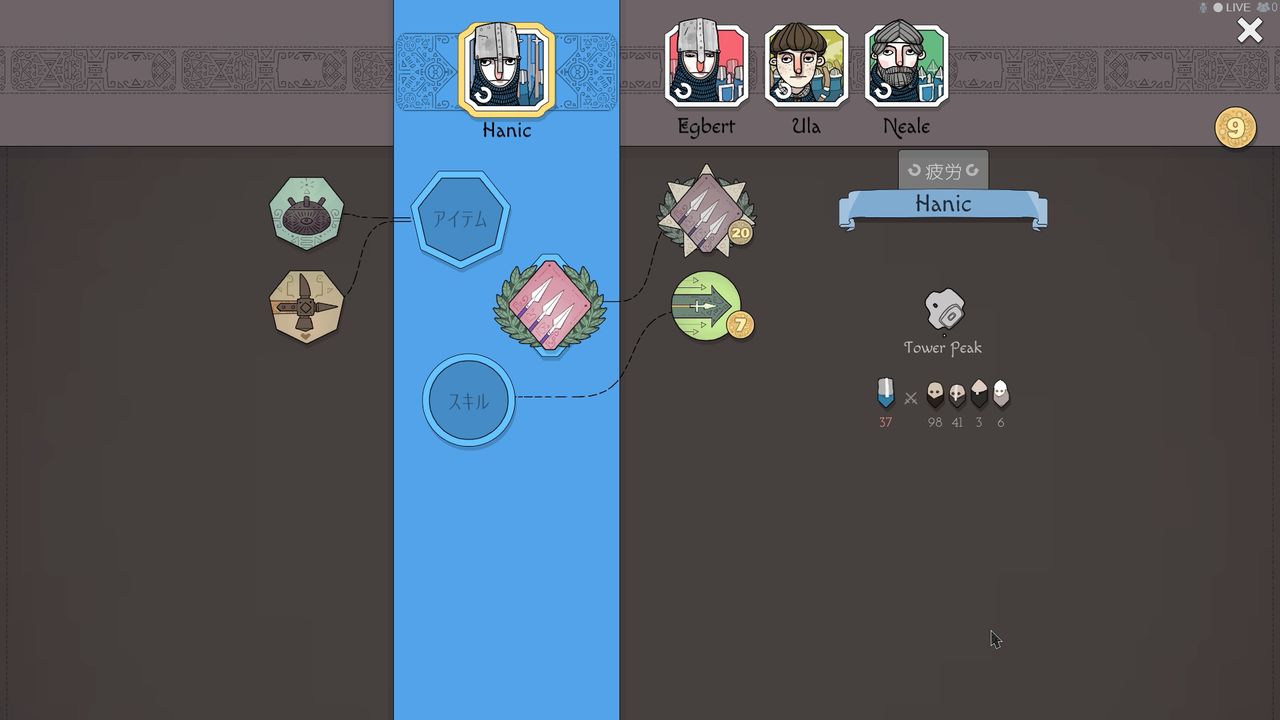 LIVE 0
Hanic
Egbert
Ula
Neale
9
疲労
Hanic
アイテム
20
7
スキル
Tower Peak
37
98 41 3 6